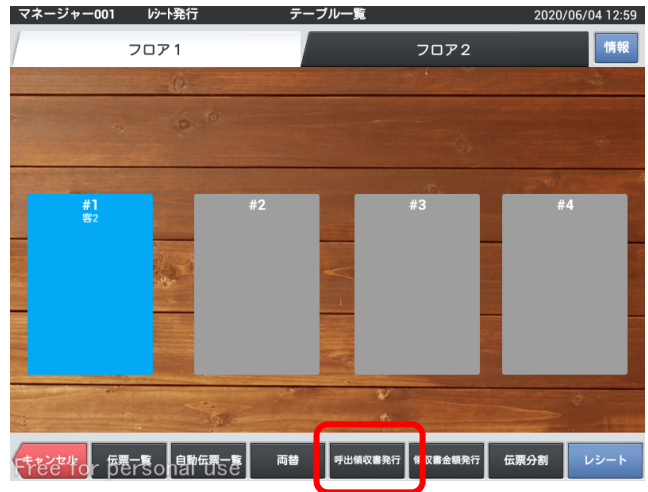 マネージャー001 ﾚｼｰﾄ発行 テーブル一覧 2020/06/04 12:59
フロア1 フロア2 情報
#1 #2 #3 #4
客2
キャンセル 伝票一覧 自動伝票一覧 両替 呼出領収書発行 領収書金額発行 伝票分割 レシート
Free for personal use